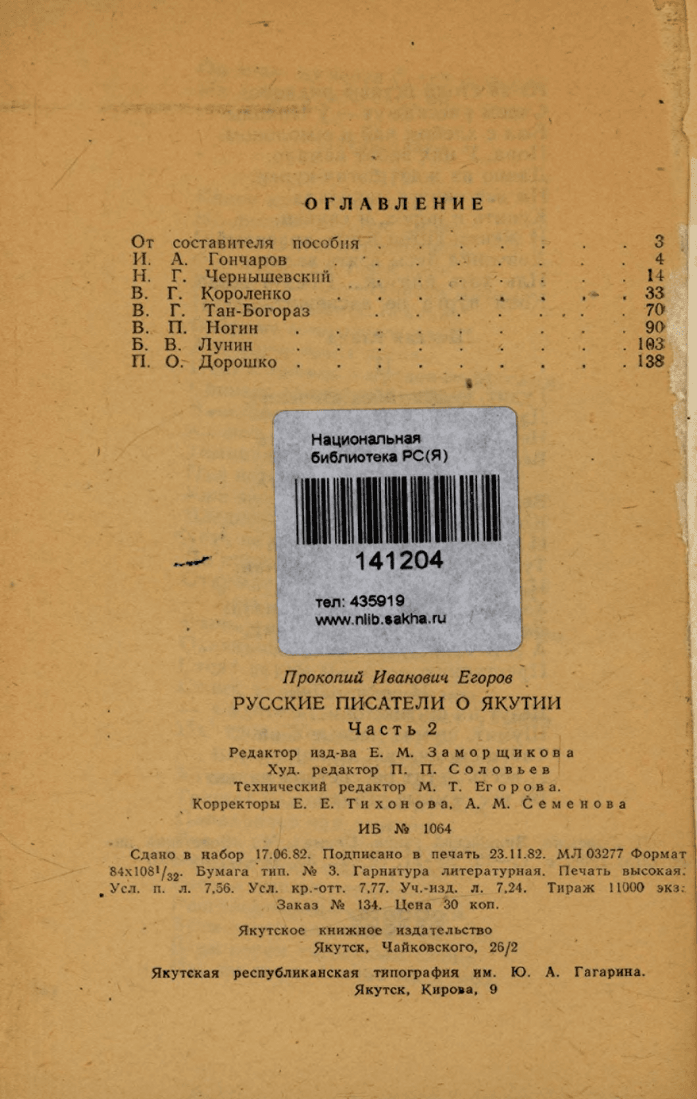 ОГЛАВЛЕНИЕ
От составителя пособия . . . . . . . 3
И. А. Гончаров . . . . . . . 4
Н. Г. Чернышевский . . . . . . . 14
В. Г. Короленко . . . . . . . 33
В. Г. Тан-Богораз . . . . . . . 70
В. П. Ногин . . . . . . . . 90
Б. В. Лунин . . . . . . . . 103
П. О. Дорошко . . . . . . . . 138
Национальная
библиотека РС(Я)
141204
тел: 435919
www.nlib.sakha.ru
Прокопий Иванович Егоров
РУССКИЕ ПИСАТЕЛИ О ЯКУТИИ
Часть 2
Редактор изд-ва Е. М. Заморщикова
Худ. редактор П. П. Соловьев
Технический редактор М. Т. Егорова.
Корректоры Е. Е. Тихонова, А. М. Семенова
ИБ № 1064
Сдано в набор 17.06.82. Подписано в печать 23.11.82. МЛ 03277 Формат
84х108¹/₃₂. Бумага тип. № 3. Гарнитура литературная. Печать высокая.
Усл. п. л. 7,56. Усл. кр.-отт. 7,77. Уч.-изд. л. 7,24. Тираж 11000 экз.
Заказ № 134. Цена 30 коп.
Якутское книжное издательство
Якутск, Чайковского, 26/2
Якутская республиканская типография им. Ю. А. Гагарина.
Якутск, Кирова, 9